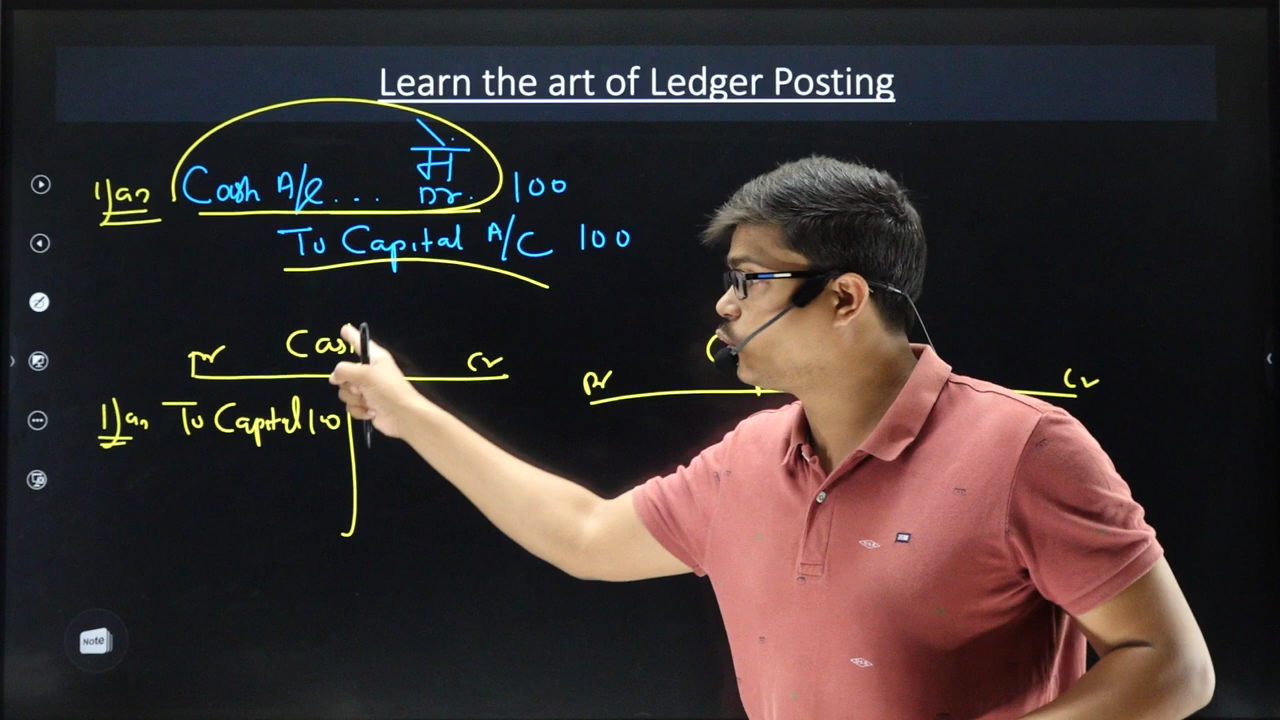 Learn the art of Ledger Posting
में
1 Jan Cash A/c ... Dr. 100
To Capital A/C 100
Dr Cash Cr
1 Jan To Capital 100
Dr Cr
Note